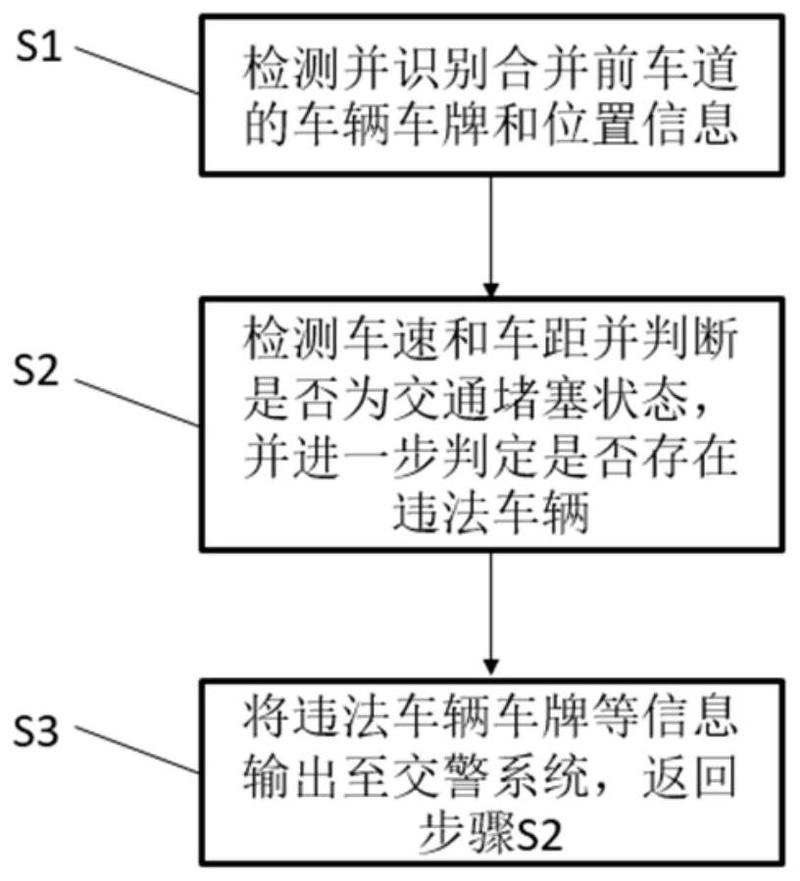 S1
检测并识别合并前车道
的车辆车牌和位置信息
S2
检测车速和车距并判断
是否为交通堵塞状态，
并进一步判定是否存在
违法车辆
S3
将违法车辆车牌等信息
输出至交警系统，返回
步骤S2